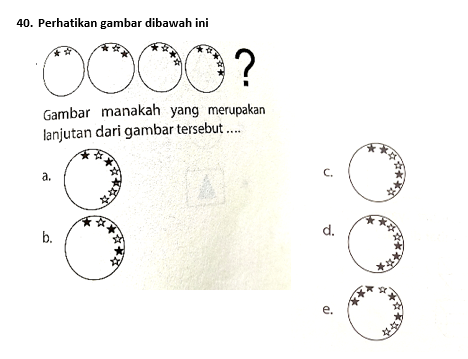 40. Perhatikan gambar dibawah ini
?
Gambar manakah yang merupakan
lanjutan dari gambar tersebut ....
a.
b.
c.
d.
e.